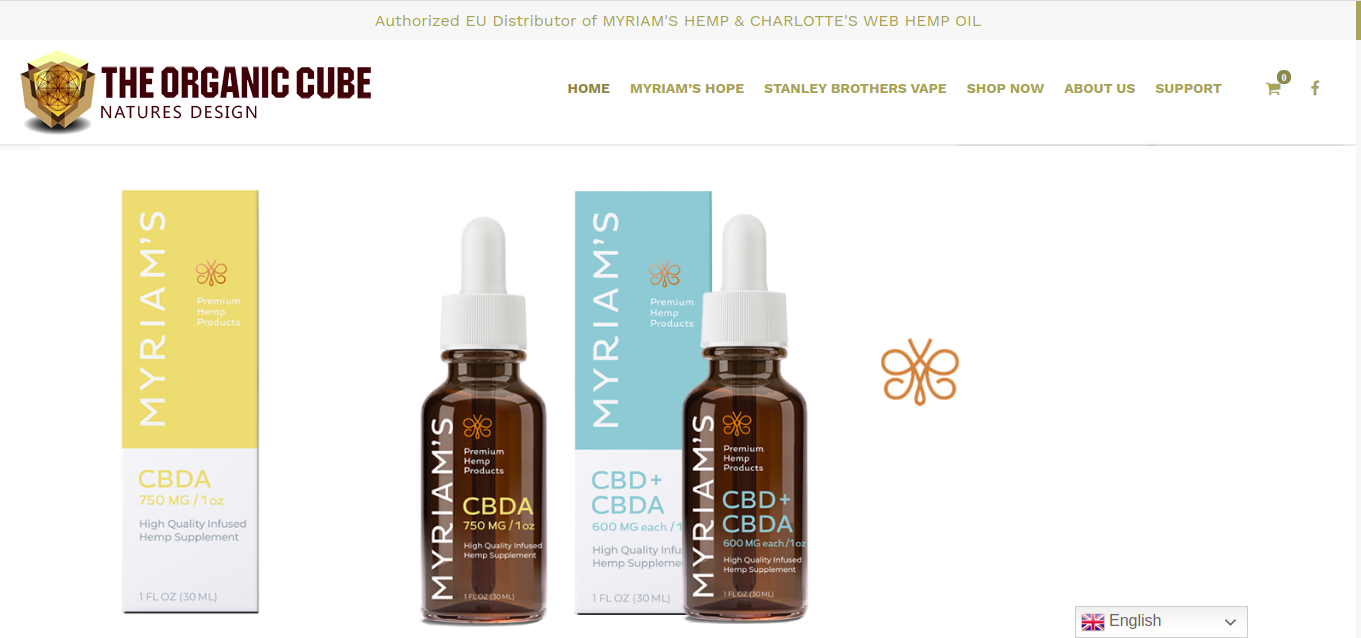 Authorized EU Distributor of MYRIAM'S HEMP & CHARLOTTE'S WEB HEMP OIL
THE ORGANIC CUBE
NATURES DESIGN
HOME MYRIAM'S HOPE STANLEY BROTHERS VAPE SHOP NOW ABOUT US SUPPORT 0
MYRIAM'S
Premium
Hemp
Products
CBDA
750 MG / 1 oz
High Quality Infused
Hemp Supplement
1 FL OZ (30 ML)
MYRIAM'S
Premium
Hemp
Products
CBDA
750 MG / 1 oz
High Quality Infused
Hemp Supplement
1 FL OZ (30 ML)
MYRIAM'S
Premium
Hemp
Products
CBD +
CBDA
600 MG each / 1
High Quality Infu
Hemp Suppleme
1 FL OZ (30 ML)
MYRIAM'S
Premium
Hemp
Products
CBD +
CBDA
600 MG each / 1 oz
High Quality Infused
Hemp Supplement
1 FL OZ (30 ML)
English